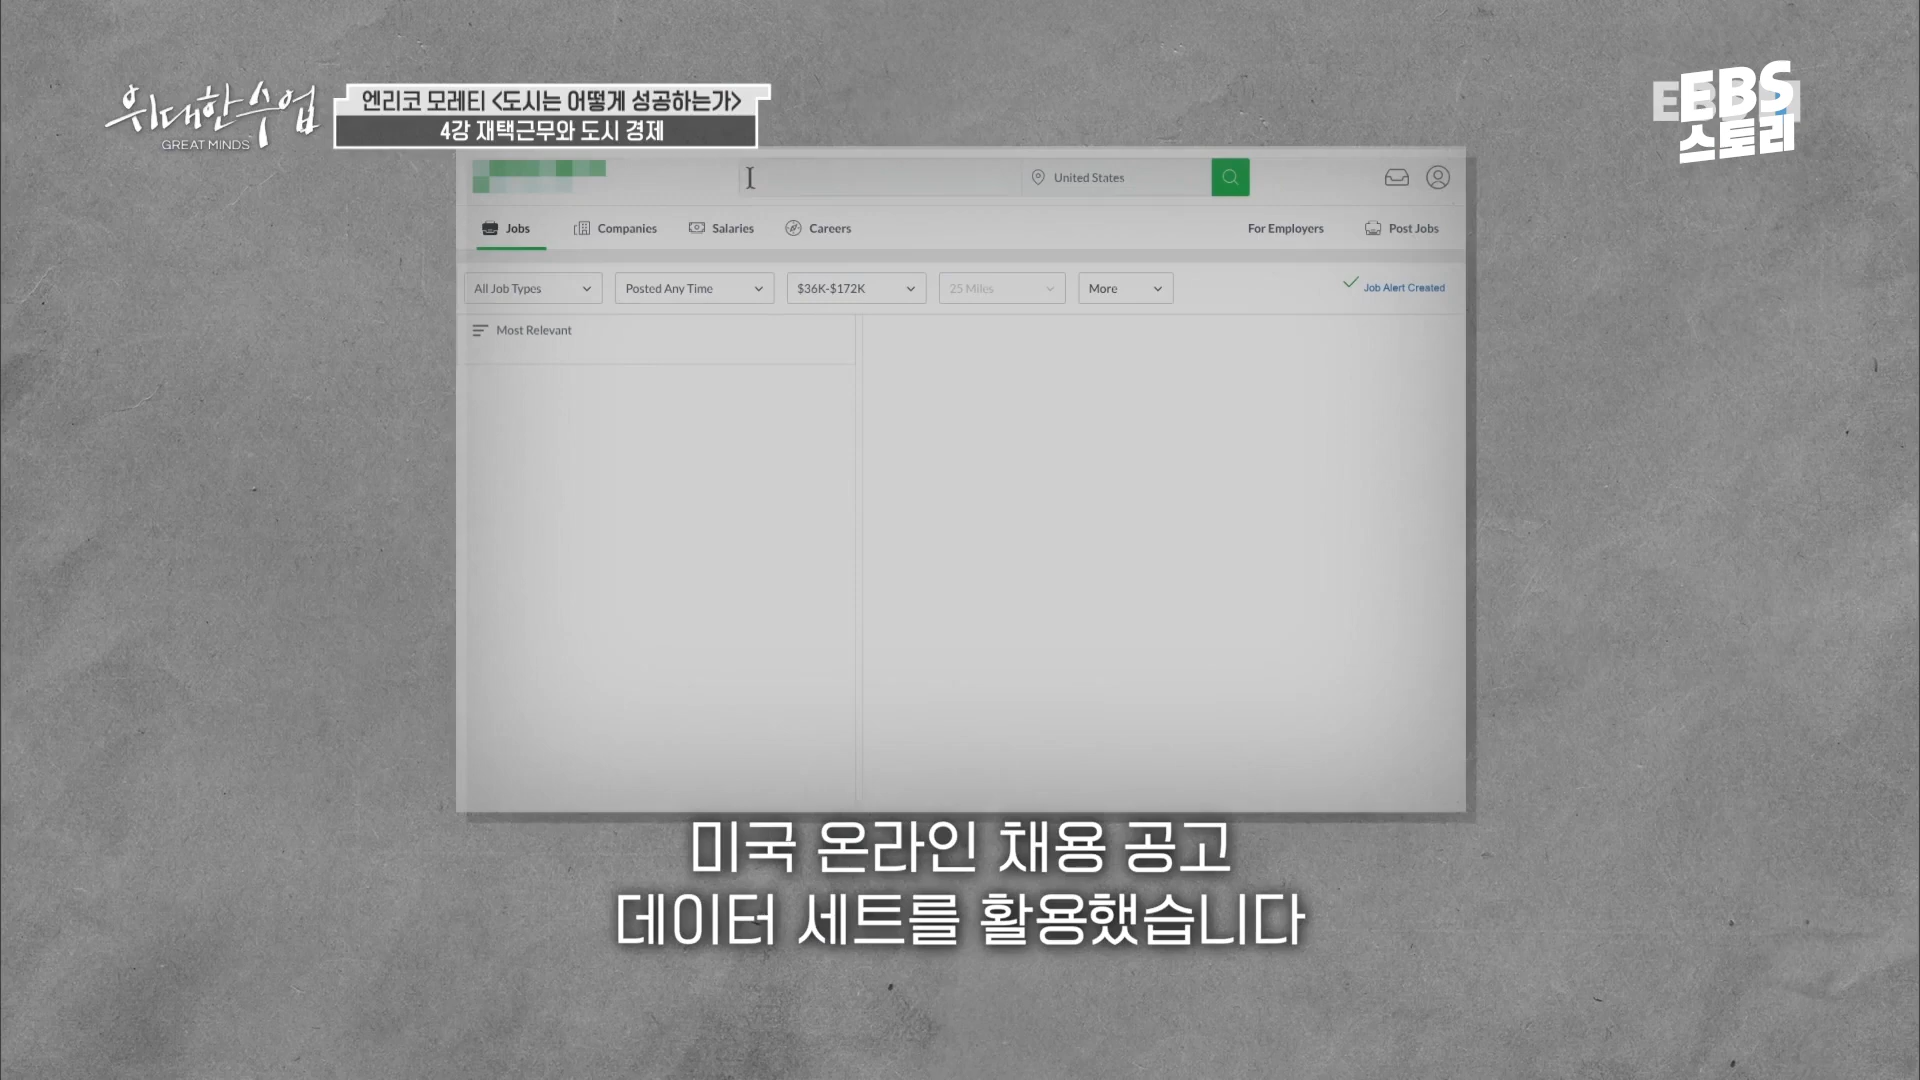 위대한수업
GREAT MINDS
엔리코 모레티 <도시는 어떻게 성공하는가>
4강 재택근무와 도시 경제
EBS
스토리
United States
Jobs
Companies
Salaries
Careers
For Employers
Post Jobs
All Job Types
Posted Any Time
$36K-$172K
25 Miles
More
Job Alert Created
Most Relevant
미국 온라인 채용 공고
데이터 세트를 활용했습니다